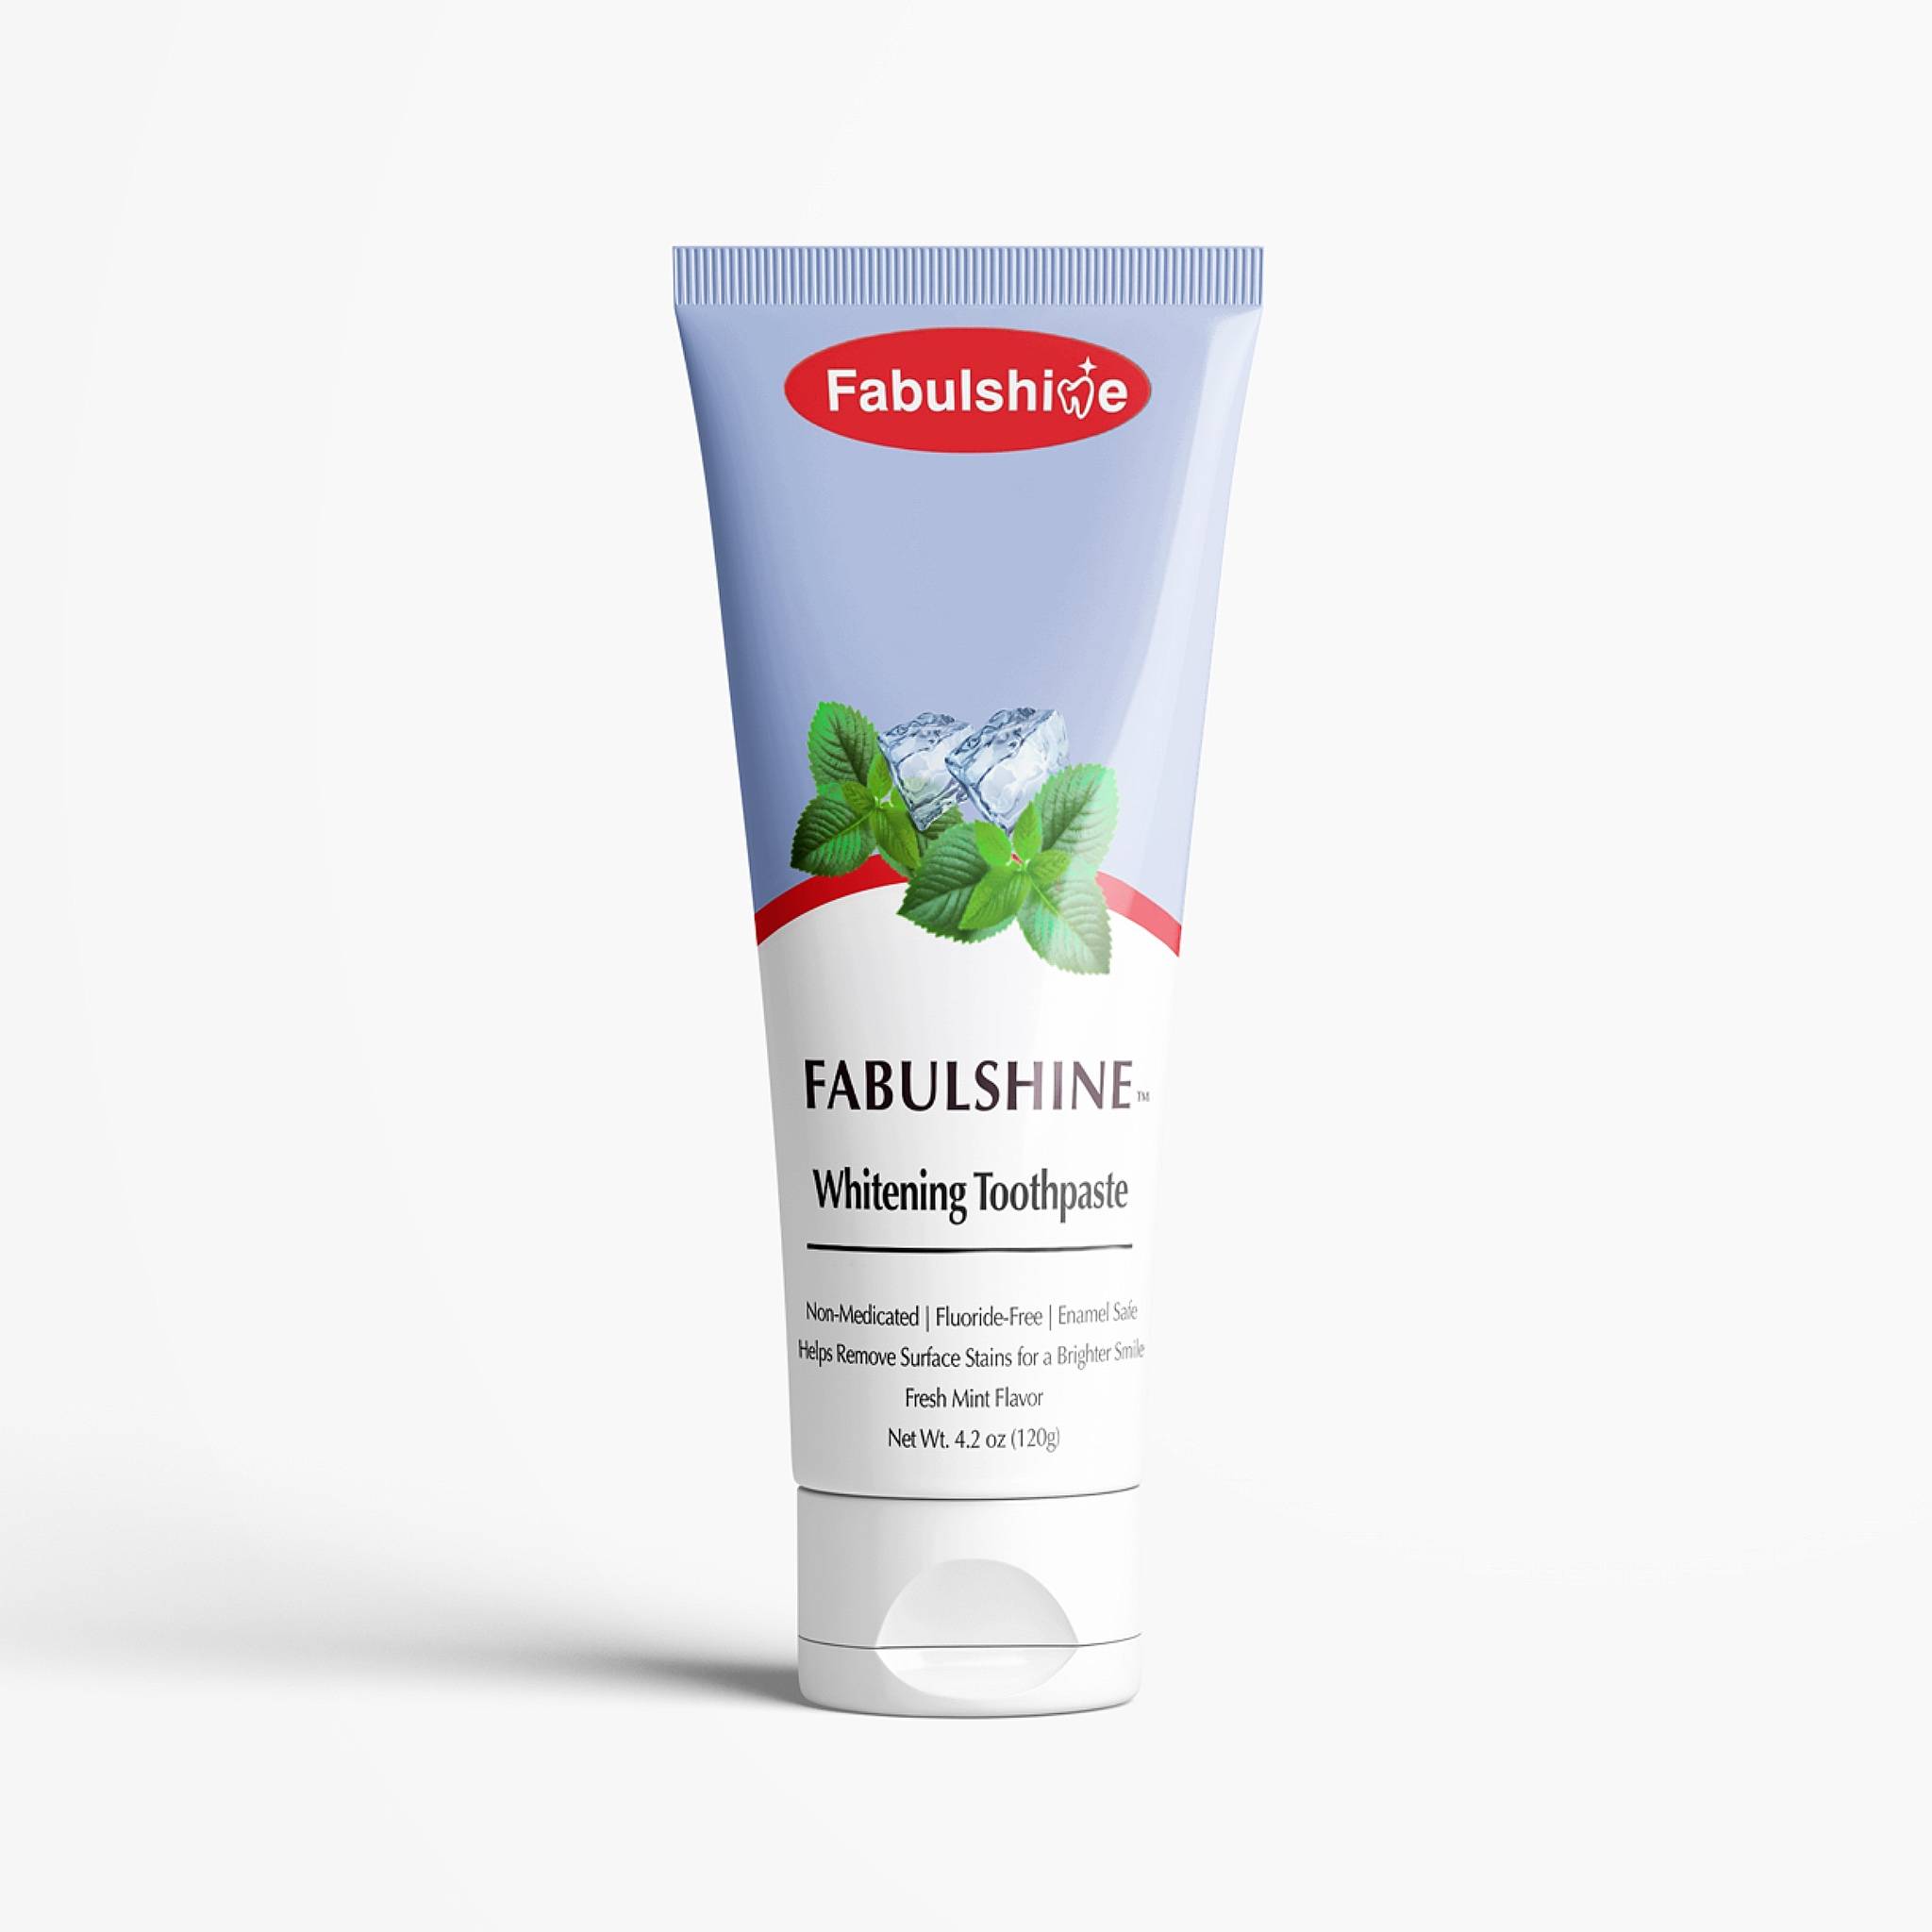 Fabulshine
FABULSHINE™
Whitening Toothpaste
Non-Medicated | Fluoride-Free | Enamel Safe
Helps Remove Surface Stains for a Brighter Smile
Fresh Mint Flavor
Net Wt. 4.2 oz (120g)